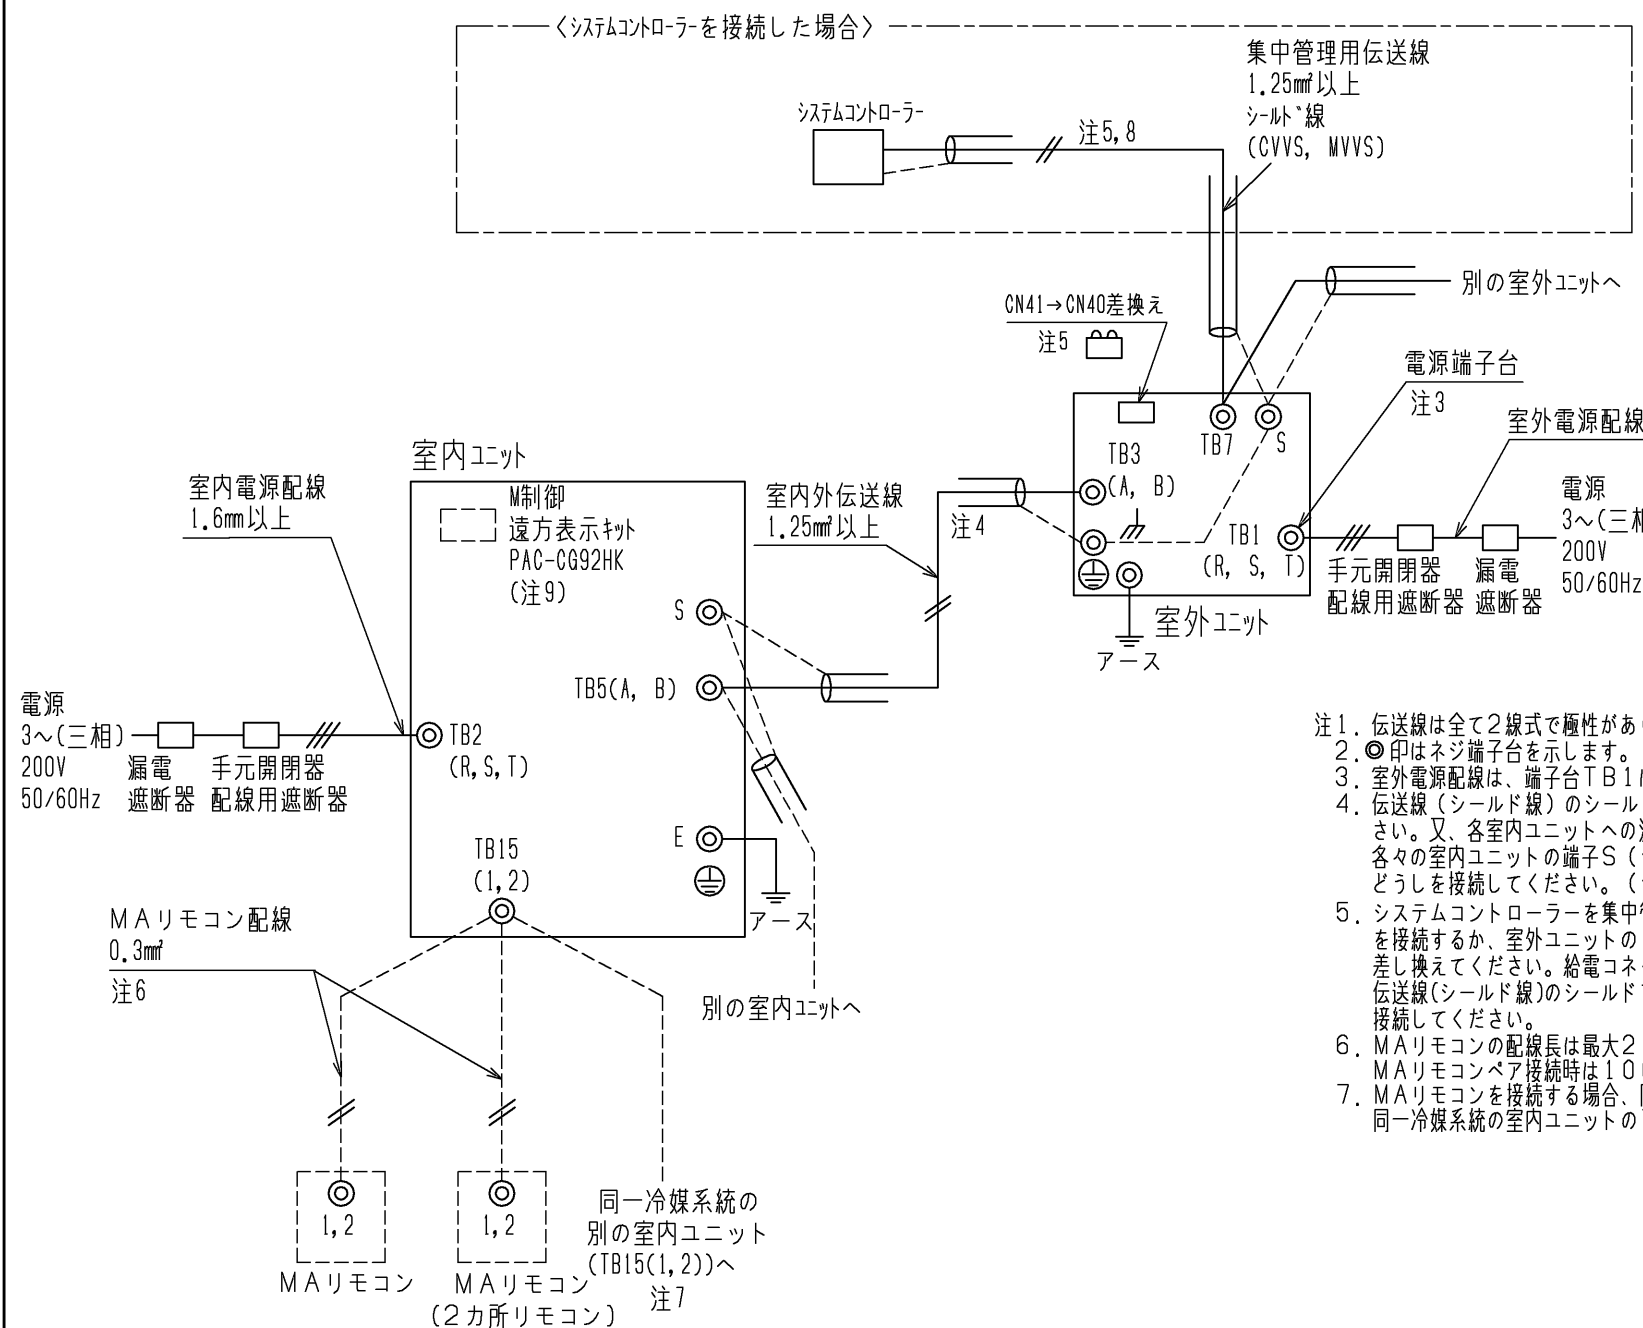 〈システムコントローラーを接続した場合〉
集中管理用伝送線
1.25mm²以上
シールド線
(CVVS, MVVS)
システムコントローラー
注5,8
別の室外ユニットへ
CN41→CN40差換え
注5
電源端子台
注3
室外電源配線
TB7
S
TB3
(A, B)
TB1
(R, S, T)
電源
3~(三相
200V
50/60Hz
手元開閉器
配線用遮断器
漏電
遮断器
室外ユニット
アース
室内ユニット
室内電源配線
1.6mm以上
M制御
遠方表示キット
PAC-CG92HK
(注9)
室内外伝送線
1.25mm²以上
注4
S
TB5(A, B)
電源
3~(三相)
200V
50/60Hz
漏電
遮断器
手元開閉器
配線用遮断器
TB2
(R,S,T)
E
アース
TB15
(1,2)
MAリモコン配線
0.3mm²
注6
別の室内ユニットへ
1,2
MAリモコン
1,2
MAリモコン
(2カ所リモコン)
同一冷媒系統の
別の室内ユニット
(TB15(1,2))へ
注7
注1. 伝送線は全て2線式で極性があ
2. ◎印はネジ端子台を示します。
3. 室外電源配線は、端子台TB1
4. 伝送線(シールド線)のシール
さい。又、各室内ユニットへの
各々の室内ユニットの端子S(
どうしを接続してください。(
5. システムコントローラーを集中
を接続するか、室外ユニットの
差し換えてください。給電コネ
伝送線(シールド線)のシールド
接続してください。
6. MAリモコンの配線長は最大2
MAリモコンペア接続時は10
7. MAリモコンを接続する場合、
同一冷媒系統の室内ユニットの